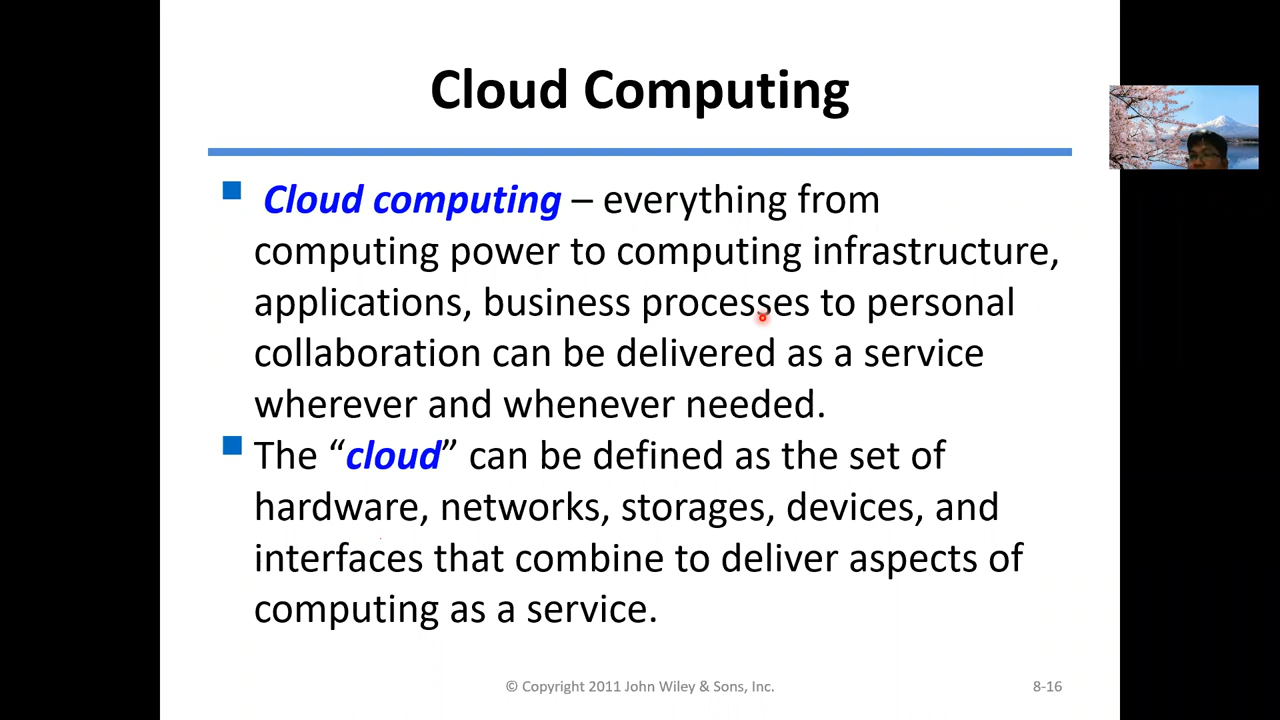 Cloud Computing
Cloud computing – everything from
computing power to computing infrastructure,
applications, business processes to personal
collaboration can be delivered as a service
wherever and whenever needed.
The “cloud” can be defined as the set of
hardware, networks, storages, devices, and
interfaces that combine to deliver aspects of
computing as a service.
© Copyright 2011 John Wiley & Sons, Inc.
8-16